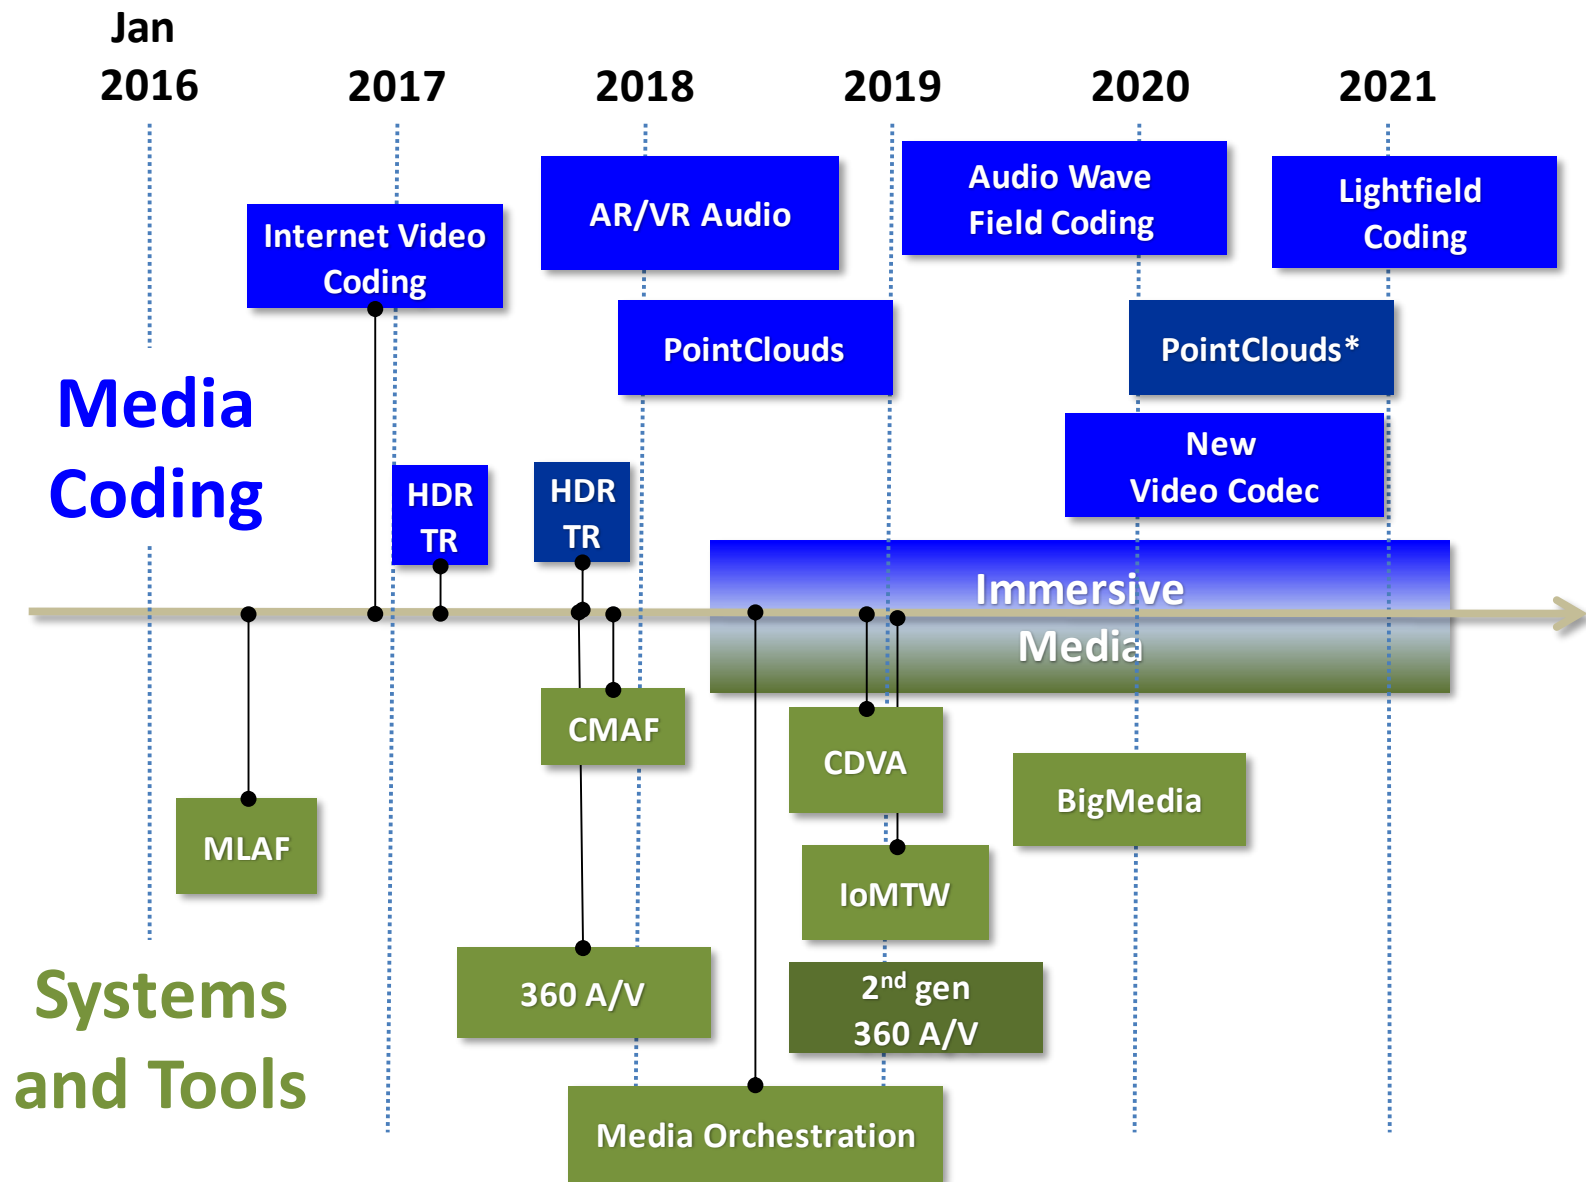 Jan
2016
2017
2018
2019
2020
2021
Internet Video
Coding
AR/VR Audio
Audio Wave
Field Coding
Lightfield
Coding
PointClouds
PointClouds*
Media
Coding
New
Video Codec
HDR
TR
HDR
TR
Immersive
Media
CMAF
CDVA
BigMedia
MLAF
IoMTW
360 A/V
2nd gen
360 A/V
Systems
and Tools
Media Orchestration